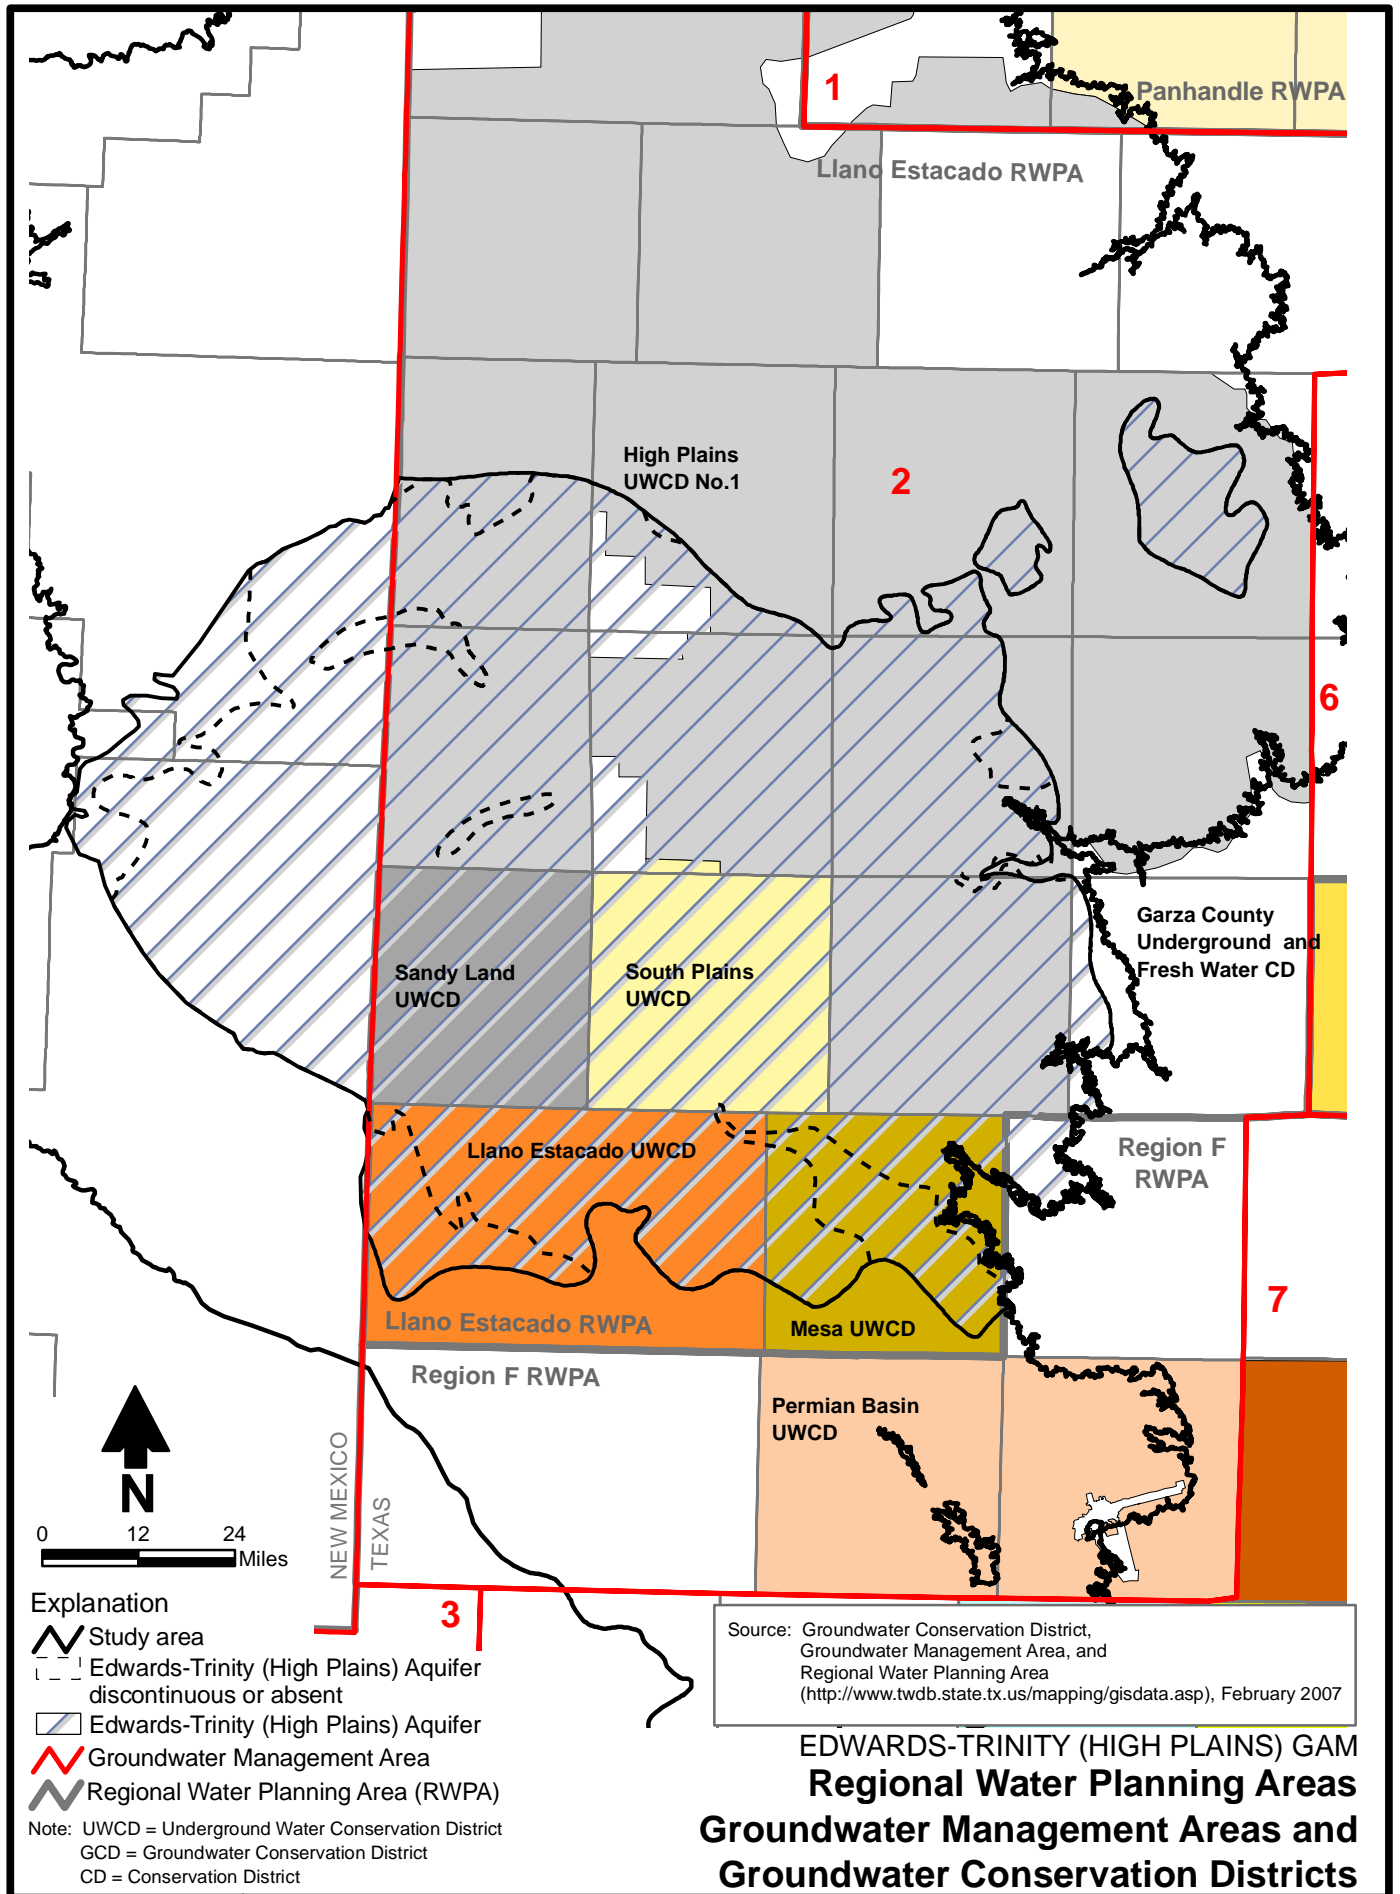 1
Panhandle RWPA
Llano Estacado RWPA
High Plains
UWCD No.1
2
6
Garza County
Underground and
Fresh Water CD
Sandy Land
UWCD
South Plains
UWCD
Llano Estacado UWCD
Region F
RWPA
7
Llano Estacado RWPA
Mesa UWCD
Region F RWPA
Permian Basin
UWCD
N
0 12 24
Miles
NEW MEXICO
TEXAS
3
Explanation
Study area
Edwards-Trinity (High Plains) Aquifer
discontinuous or absent
Edwards-Trinity (High Plains) Aquifer
Groundwater Management Area
Regional Water Planning Area (RWPA)
Note: UWCD = Underground Water Conservation District
GCD = Groundwater Conservation District
CD = Conservation District
Source: Groundwater Conservation District,
Groundwater Management Area, and
Regional Water Planning Area
(http://www.twdb.state.tx.us/mapping/gisdata.asp), February 2007
EDWARDS-TRINITY (HIGH PLAINS) GAM
Regional Water Planning Areas
Groundwater Management Areas and
Groundwater Conservation Districts